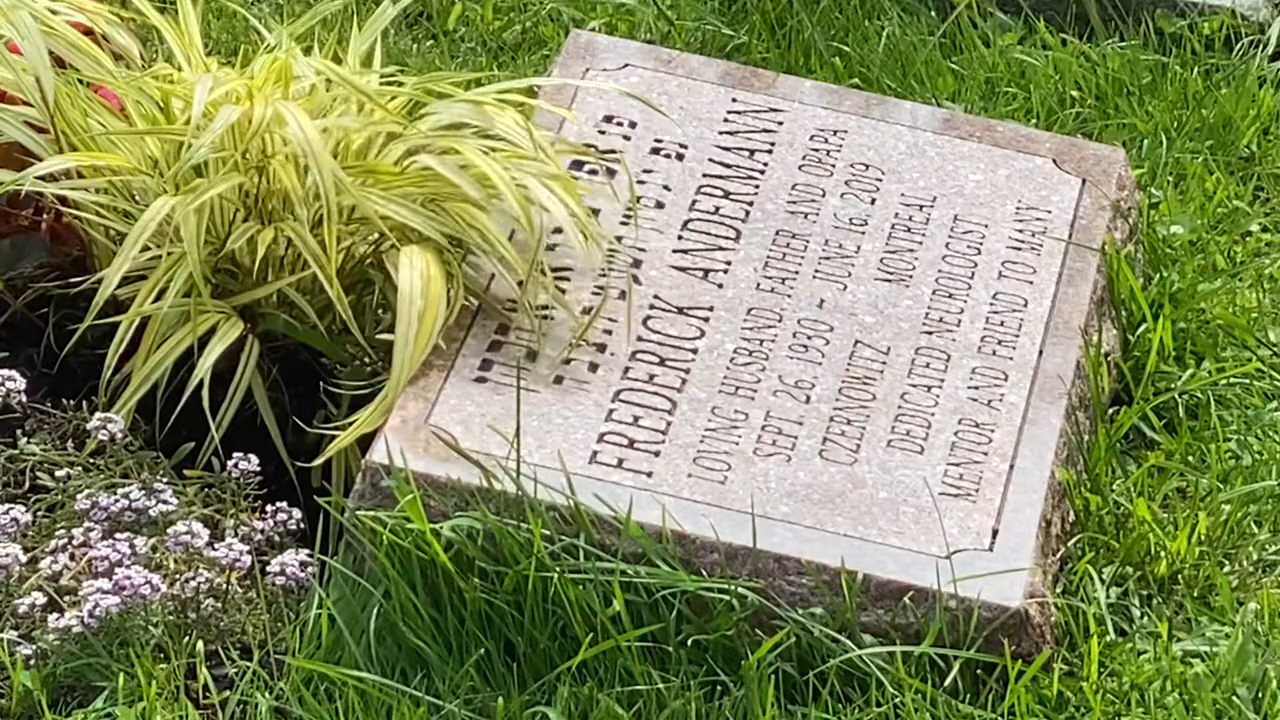 FREDERICK ANDERMANN
LOVING HUSBAND, FATHER AND OPAPA
SEPT. 26, 1930 ~ JUNE 16, 2019
CZERNOWITZ MONTREAL
DEDICATED NEUROLOGIST
MENTOR AND FRIEND TO MANY